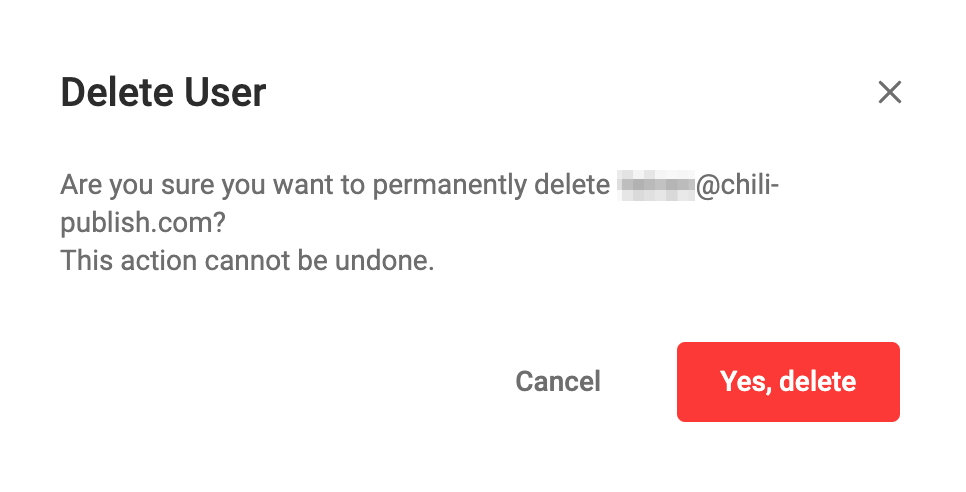 Delete User
Are you sure you want to permanently delete @chili-
publish.com?
This action cannot be undone.
Cancel
Yes, delete